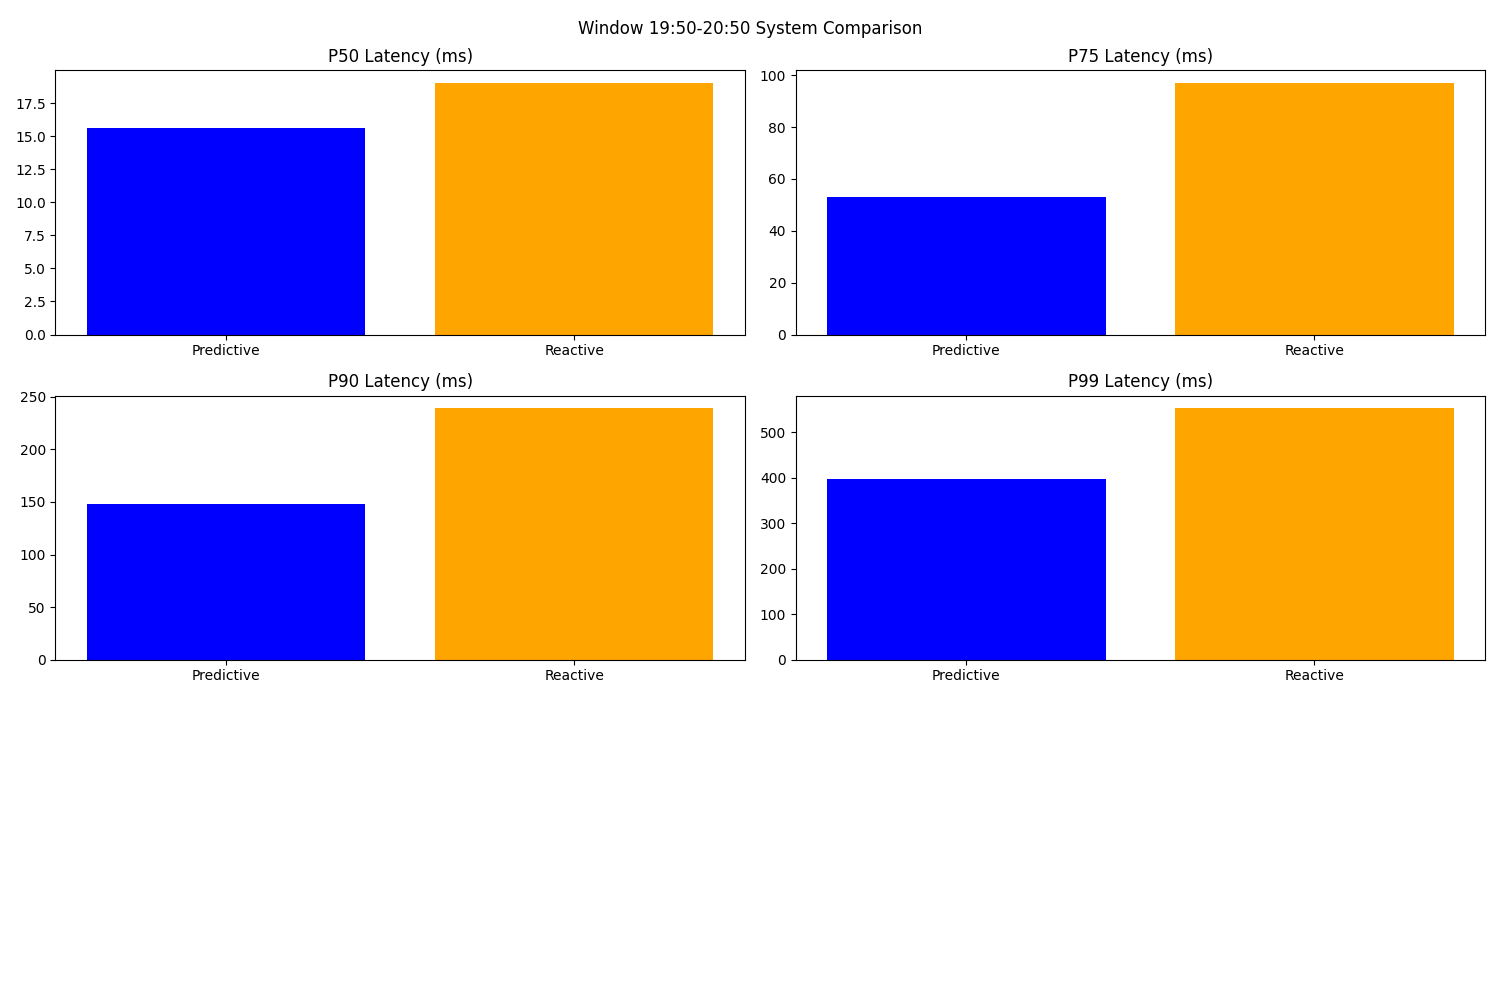 Window 19:50-20:50 System Comparison
P50 Latency (ms)
17.5
15.0
12.5
10.0
7.5
5.0
2.5
0.0
Predictive Reactive
P75 Latency (ms)
100
80
60
40
20
0
Predictive Reactive
P90 Latency (ms)
250
200
150
100
50
0
Predictive Reactive
P99 Latency (ms)
500
400
300
200
100
0
Predictive Reactive